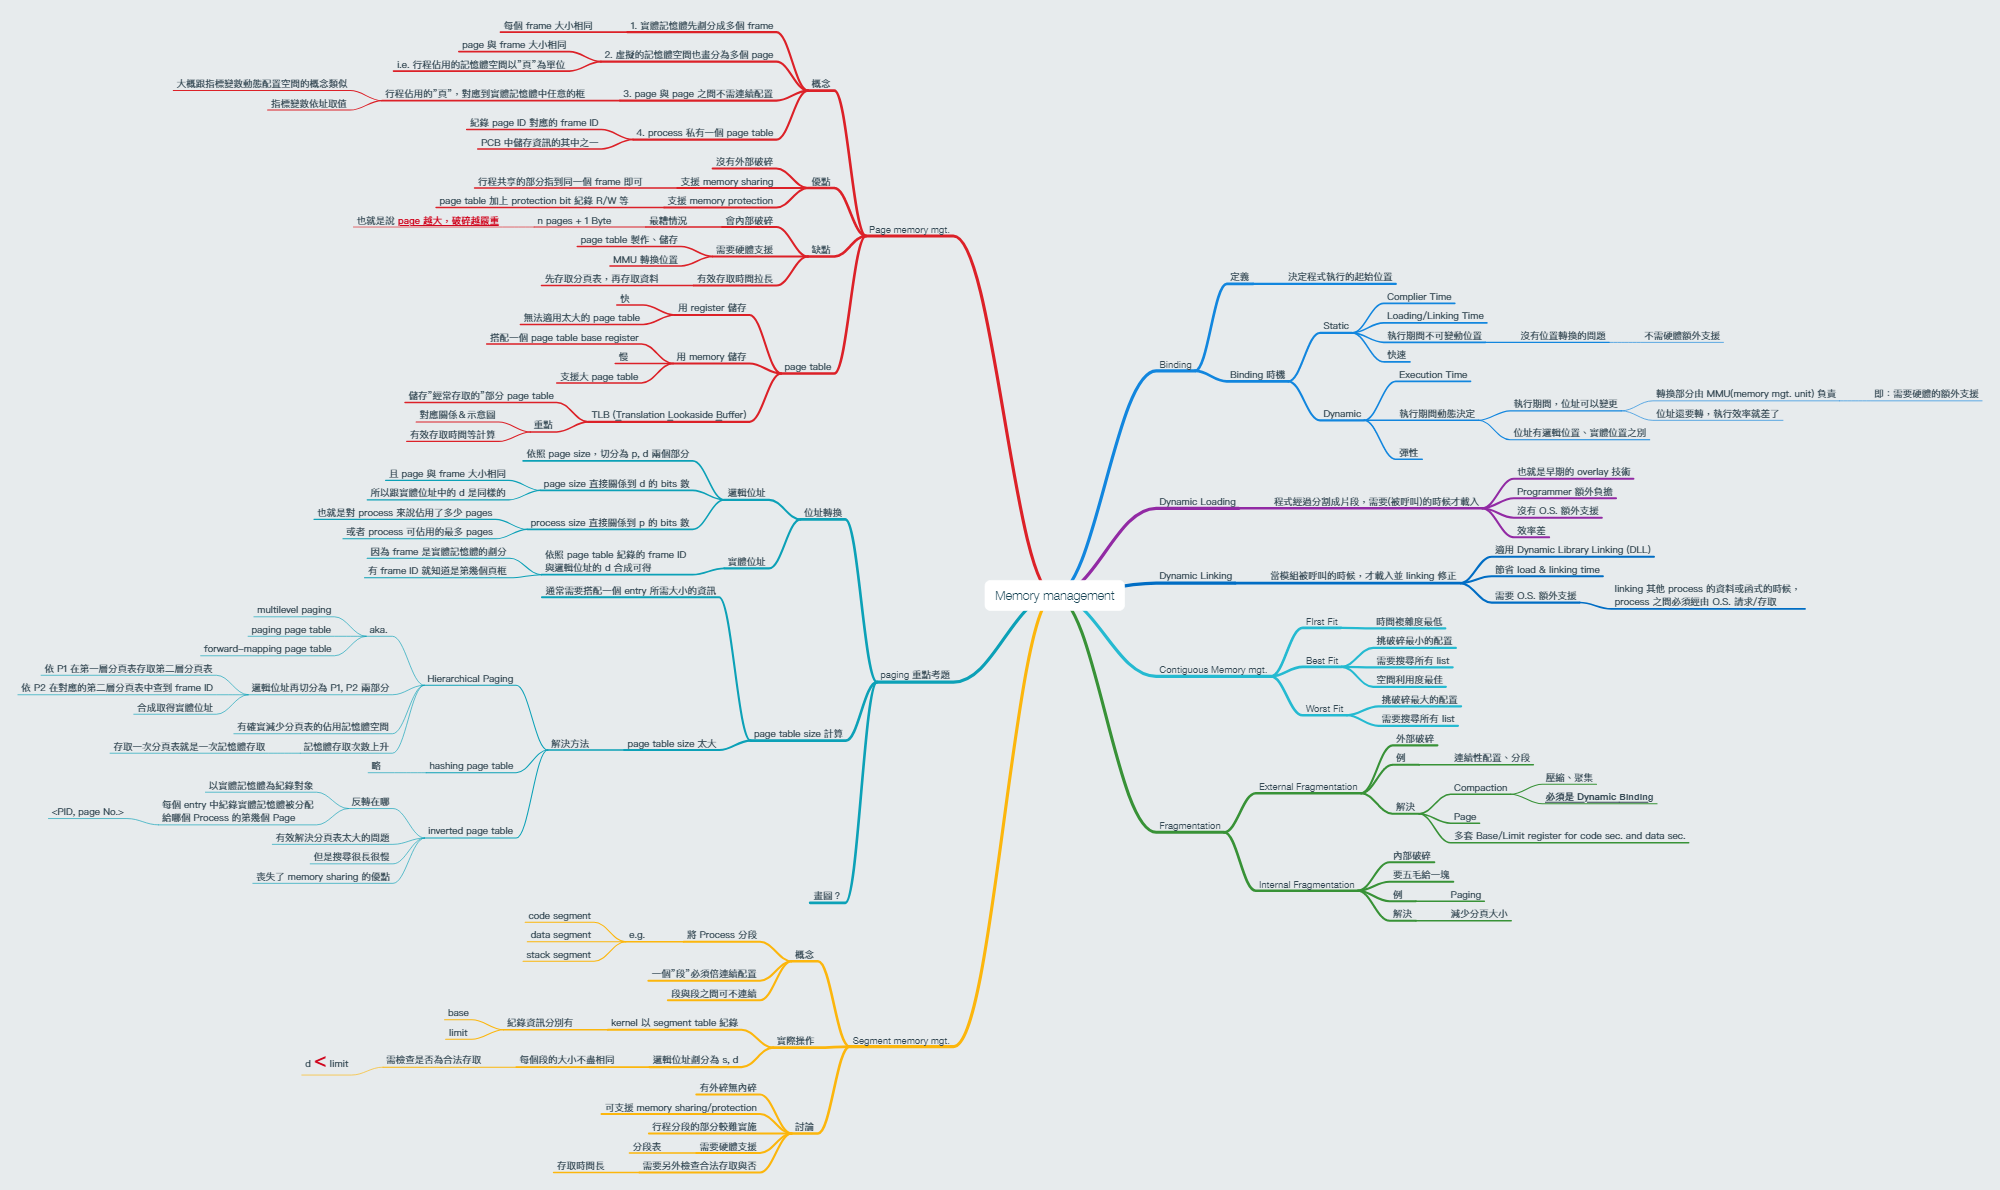 Memory management
Page memory mgt.
概念
1. 實體記憶體先劃分成多個 frame
每個 frame 大小相同
2. 虛擬的記憶體空間也畫分為多個 page
page 與 frame 大小相同
i.e. 行程佔用的記憶體空間以"頁"為單位
3. page 與 page 之間不需連續配置
行程佔用的"頁"，對應到實體記憶體中任意的框
大概跟指標變數動態配置空間的概念類似
指標變數依址取值
4. process 私有一個 page table
紀錄 page ID 對應的 frame ID
PCB 中儲存資訊的其中之一
優點
沒有外部破碎
支援 memory sharing
行程共享的部分指到同一個 frame 即可
支援 memory protection
page table 加上 protection bit 紀錄 R/W 等
缺點
會內部破碎
最糟情況
n pages + 1 Byte
也就是說 page 越大，破碎越嚴重
需要硬體支援
page table 製作、儲存
MMU 轉換位置
有效存取時間拉長
先存取分頁表，再存取資料
page table
用 register 儲存
快
無法適用太大的 page table
用 memory 儲存
搭配一個 page table base register
慢
支援大 page table
TLB (Translation Lookaside Buffer)
儲存"經常存取的"部分 page table
重點
對應關係＆示意圖
有效存取時間等計算
paging 重點考題
位址轉換
邏輯位址
依照 page size，切分為 p, d 兩個部分
page size 直接關係到 d 的 bits 數
且 page 與 frame 大小相同
所以跟實體位址中的 d 是同樣的
process size 直接關係到 p 的 bits 數
也就是對 process 來說佔用了多少 pages
或者 process 可佔用的最多 pages
實體位址
依照 page table 紀錄的 frame ID
與邏輯位址的 d 合成可得
因為 frame 是實體記憶體的劃分
有 frame ID 就知道是第幾個頁框
page table size 計算
通常需要搭配一個 entry 所需大小的資訊
page table size 太大
解決方法
Hierarchical Paging
aka.
multilevel paging
paging page table
forward-mapping page table
邏輯位址再切分為 P1, P2 兩部分
依 P1 在第一層分頁表存取第二層分頁表
依 P2 在對應的第二層分頁表中查到 frame ID
合成取得實體位址
有確實減少分頁表的佔用記憶體空間
記憶體存取次數上升
存取一次分頁表就是一次記憶體存取
hashing page table
略
inverted page table
反轉在哪
以實體記憶體為紀錄對象
每個 entry 中紀錄實體記憶體被分配
給哪個 Process 的第幾個 Page
<PID, page No.>
有效解決分頁表太大的問題
但是搜尋很長很慢
喪失了 memory sharing 的優點
畫圖？
Segment memory mgt.
概念
將 Process 分段
e.g.
code segment
data segment
stack segment
一個"段"必須倍連續配置
段與段之間可不連續
實際操作
kernel 以 segment table 紀錄
紀錄資訊分別有
base
limit
邏輯位址劃分為 s, d
每個段的大小不盡相同
需檢查是否為合法存取
d < limit
討論
有外碎無內碎
可支援 memory sharing/protection
行程分段的部分較難實施
需要硬體支援
分段表
需要另外檢查合法存取與否
存取時間長
Binding
定義
決定程式執行的起始位置
Binding 時機
Static
Complier Time
Loading/Linking Time
執行期間不可變動位置
沒有位置轉換的問題
不需硬體額外支援
快速
Dynamic
Execution Time
執行期間動態決定
執行期間，位址可以變更
轉換部分由 MMU(memory mgt. unit) 負責
即：需要硬體的額外支援
位址這要轉，執行效率就差了
位址有邏輯位置、實體位置之別
彈性
Dynamic Loading
程式經過分割成片段，需要(被呼叫)的時候才載入
也就是早期的 overlay 技術
Programmer 額外負擔
沒有 O.S. 額外支援
效率差
Dynamic Linking
當模組被呼叫的時候，才載入並 linking 修正
適用 Dynamic Library Linking (DLL)
節省 load & linking time
需要 O.S. 額外支援
linking 其他 process 的資料或函式的時候，
process 之間必須經由 O.S. 請求/存取
Contiguous Memory mgt.
First Fit
時間複雜度最低
Best Fit
挑破碎最小的配置
需要搜尋所有 list
空間利用度最佳
Worst Fit
挑破碎最大的配置
需要搜尋所有 list
Fragmentation
External Fragmentation
外部破碎
例
連續性配置、分段
解決
Compaction
壓縮、聚集
必須是 Dynamic Binding
Page
多套 Base/Limit register for code sec. and data sec.
Internal Fragmentation
內部破碎
要五毛給一塊
例
Paging
解決
減少分頁大小